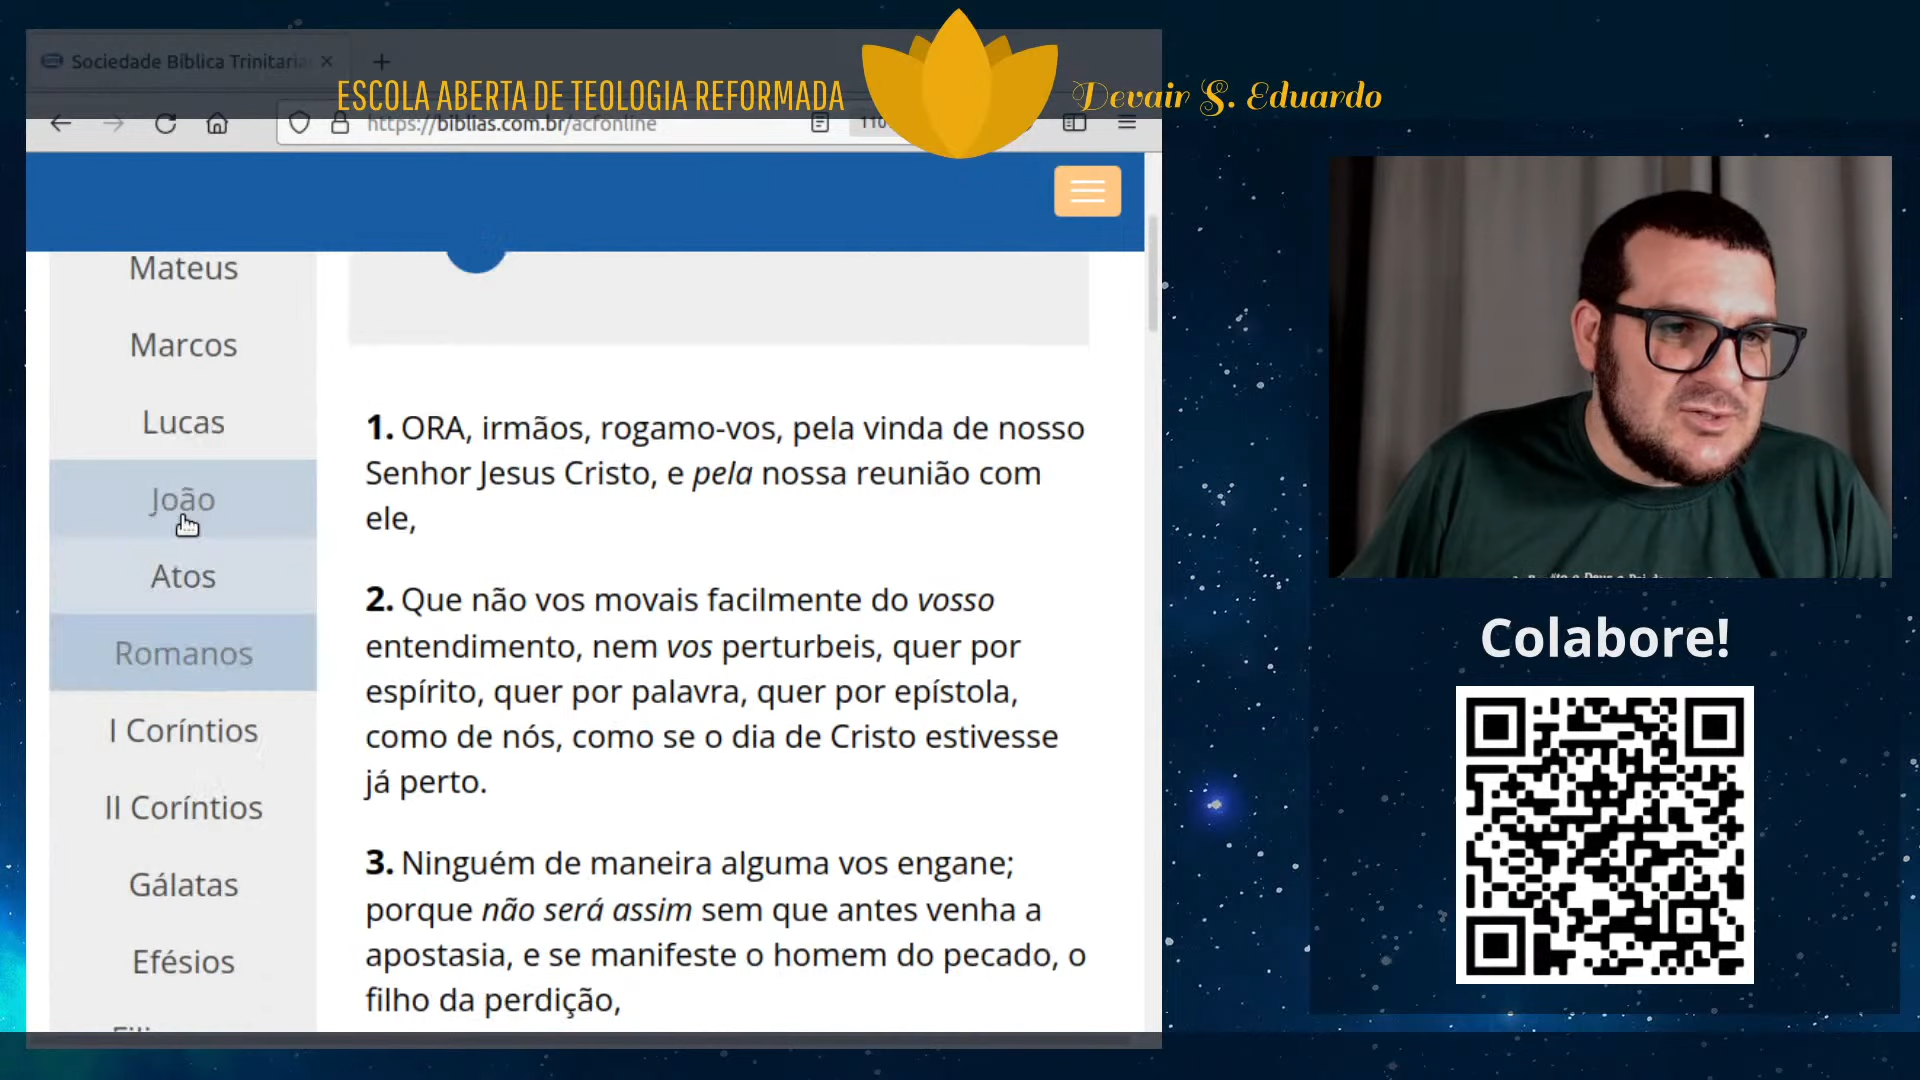 Sociedade Bíblica Trinitaria
ESCOLA ABERTA DE TEOLOGIA REFORMADA
Devair S. Eduardo
https://biblias.com.br/acfonline
110
Mateus
Marcos
Lucas
João
Atos
Romanos
I Coríntios
II Coríntios
Gálatas
Efésios
1. ORA, irmãos, rogamo-vos, pela vinda de nosso
Senhor Jesus Cristo, e pela nossa reunião com
ele,
2. Que não vos movais facilmente do vosso
entendimento, nem vos perturbeis, quer por
espírito, quer por palavra, quer por epístola,
como de nós, como se o dia de Cristo estivesse
já perto.
3. Ninguém de maneira alguma vos engane;
porque não será assim sem que antes venha a
apostasia, e se manifeste o homem do pecado, o
filho da perdição,
Colabore!